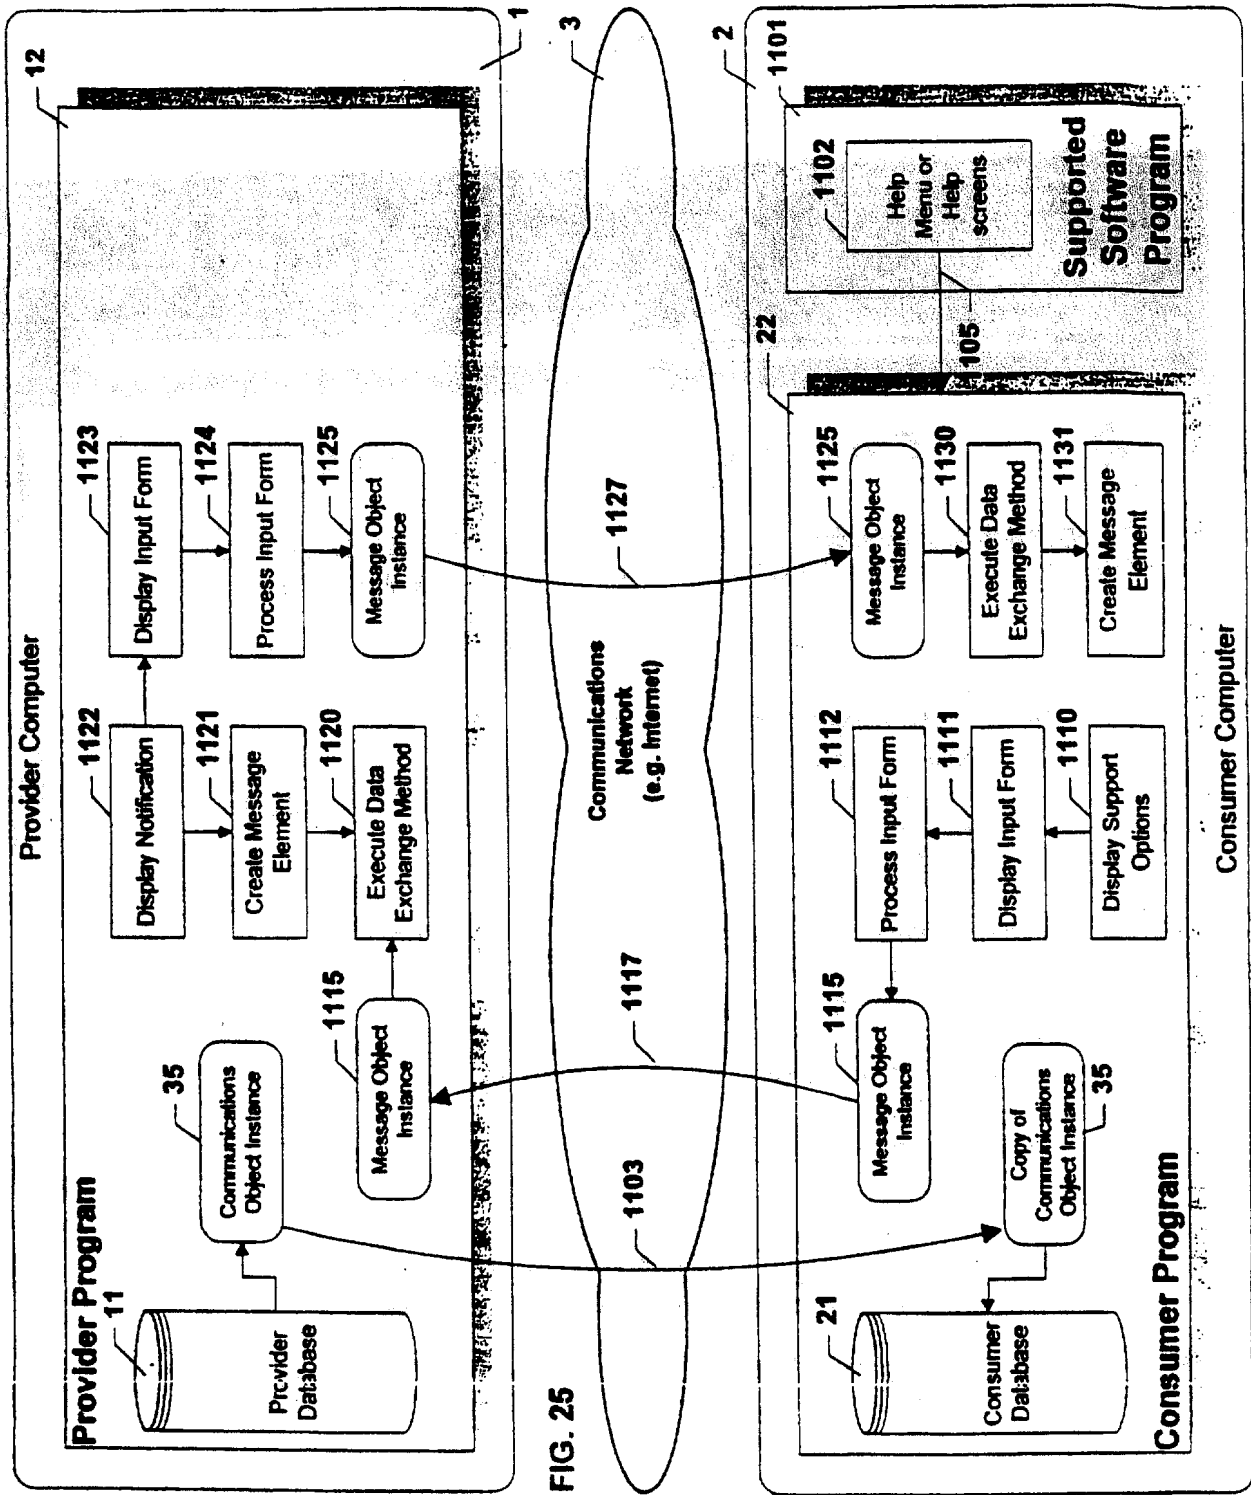 Provider Computer
Provider Program
12
1
11
Provider
Database
35
Communications
Object Instance
1115
Message Object
Instance
1122
Display Notification
1121
Create Message
Element
1120
Execute Data
Exchange Method
1123
Display Input Form
1124
Process Input Form
1125
Message Object
Instance
FIG. 25
3
1103
1117
1127
Communications
Network
(e.g. Internet)
2
22
21
Consumer
Database
Copy of
Communications
Object Instance
35
1115
Message Object
Instance
1112
Process Input Form
1111
Display Input Form
1110
Display Support
Options
1125
Message Object
Instance
1130
Execute Data
Exchange Method
1131
Create Message
Element
105
1101
1102
Help
Menu or
Help
screens
Supported
Software
Program
Consumer Program
Consumer Computer